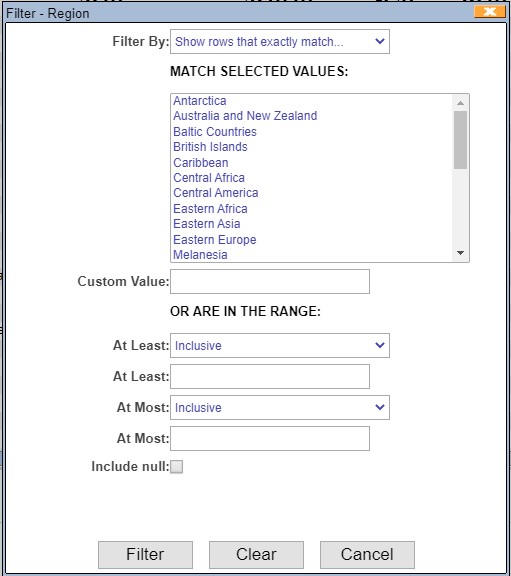 Filter - Region
Filter By: Show rows that exactly match...
MATCH SELECTED VALUES:
Antarctica
Australia and New Zealand
Baltic Countries
British Islands
Caribbean
Central Africa
Central America
Eastern Africa
Eastern Asia
Eastern Europe
Melanesia
Custom Value:
OR ARE IN THE RANGE:
At Least: Inclusive
At Least:
At Most: Inclusive
At Most:
Include null:
Filter Clear Cancel